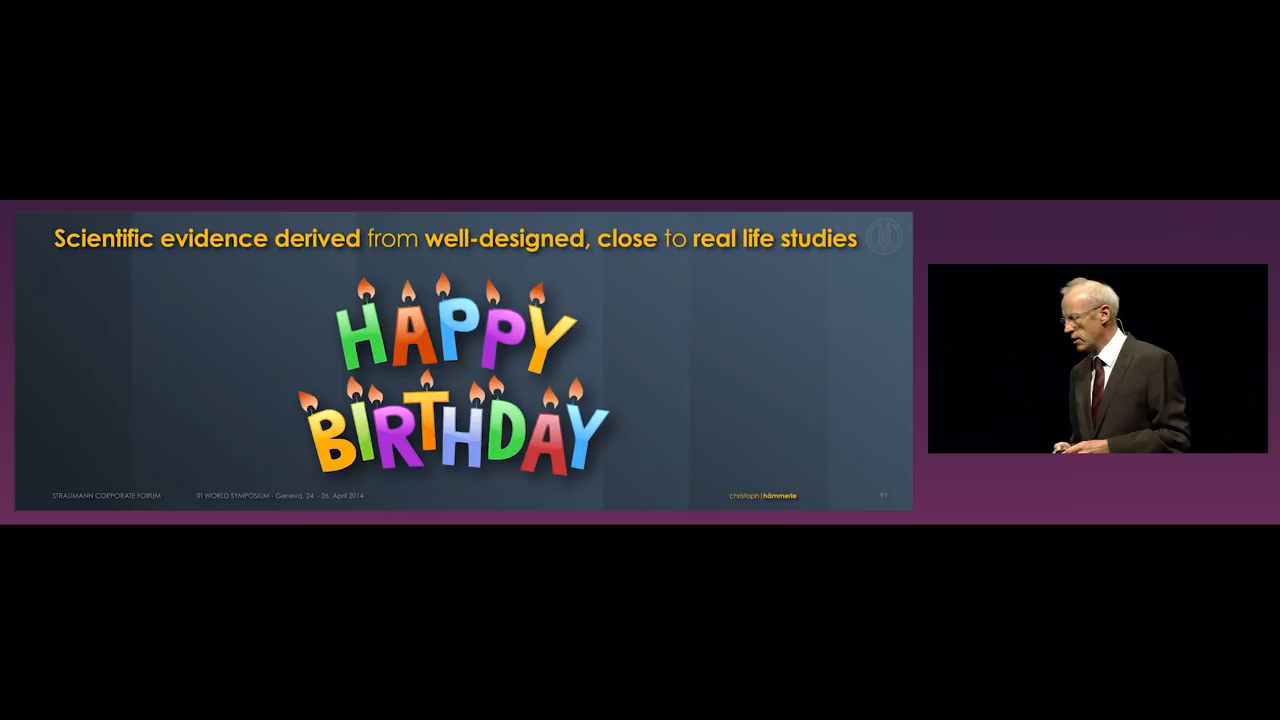 Scientific evidence derived from well-designed, close to real life studies
HAPPY
BIRTHDAY
STRAUMANN CORPORATE FORUM
ITI WORLD SYMPOSIUM - Geneva, 24. - 26. April 2014
christoph|hämmerle
93